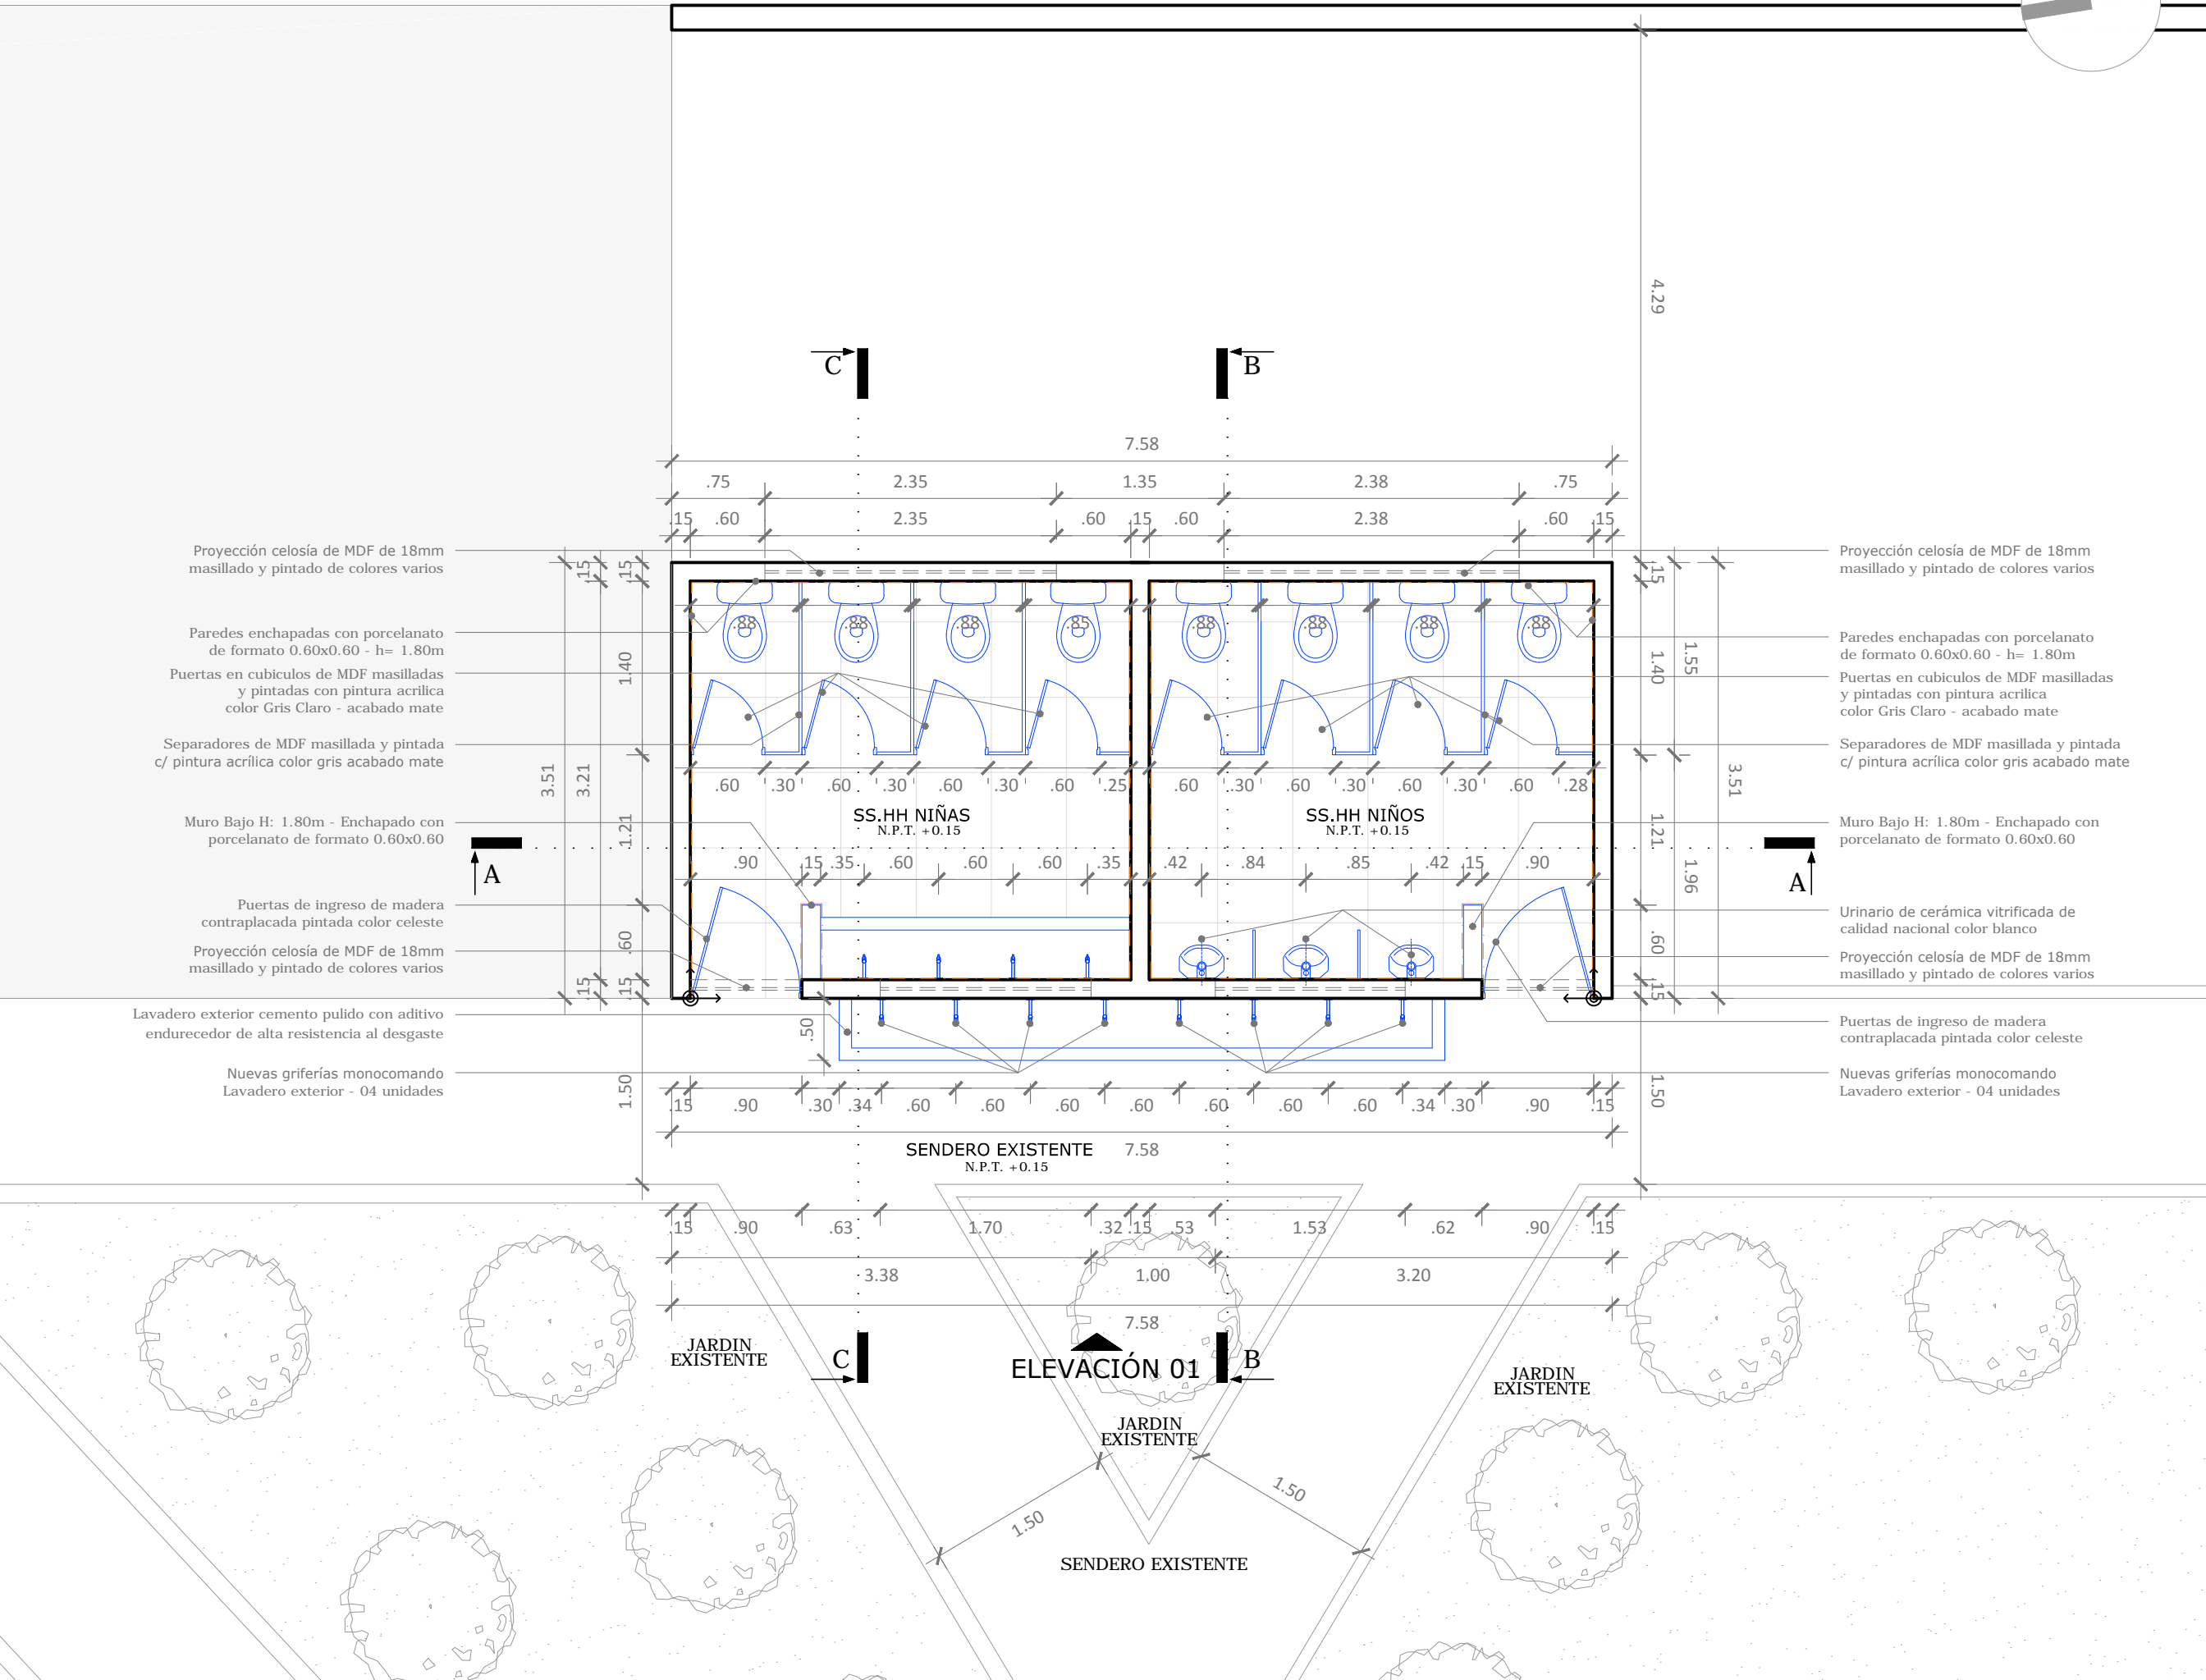 4.29
C
B
7.58
.75
2.35
1.35
2.38
.75
.15
.60
2.35
.60
.15
.60
2.38
.60
.15
Proyección celosía de MDF de 18mm
masillado y pintado de colores varios
Paredes enchapadas con porcelanato
de formato 0.60x0.60 - h= 1.80m
Puertas en cubiculos de MDF masilladas
y pintadas con pintura acrilica
color Gris Claro - acabado mate
Separadores de MDF masillada y pintada
c/ pintura acrílica color gris acabado mate
Muro Bajo H: 1.80m - Enchapado con
porcelanato de formato 0.60x0.60
A
Puertas de ingreso de madera
contraplacada pintada color celeste
Proyección celosía de MDF de 18mm
masillado y pintado de colores varios
Lavadero exterior cemento pulido con aditivo
endurecedor de alta resistencia al desgaste
Nuevas griferías monocomando
Lavadero exterior - 04 unidades
3.51
.15
3.21
.15
.15
1.40
1.21
.60
.15
1.50
.88
.88
.88
.85
.88
.88
.88
.88
.60
.30
.60
.30
.60
.30
.60
.25
.60
.30
.60
.30
.60
.30
.60
.28
SS.HH NIÑAS
N.P.T. +0.15
SS.HH NIÑOS
N.P.T. +0.15
.90
.15
.35
.60
.60
.60
.35
.42
.84
.85
.42
.15
.90
.50
.15
1.40
1.21
.60
.15
1.50
1.55
1.96
3.51
Proyección celosía de MDF de 18mm
masillado y pintado de colores varios
Paredes enchapadas con porcelanato
de formato 0.60x0.60 - h= 1.80m
Puertas en cubiculos de MDF masilladas
y pintadas con pintura acrilica
color Gris Claro - acabado mate
Separadores de MDF masillada y pintada
c/ pintura acrílica color gris acabado mate
Muro Bajo H: 1.80m - Enchapado con
porcelanato de formato 0.60x0.60
A
Urinario de cerámica vitrificada de
calidad nacional color blanco
Proyección celosía de MDF de 18mm
masillado y pintado de colores varios
Puertas de ingreso de madera
contraplacada pintada color celeste
Nuevas griferías monocomando
Lavadero exterior - 04 unidades
.15
.90
.30
.34
.60
.60
.60
.60
.60
.60
.60
.34
.30
.90
.15
SENDERO EXISTENTE
N.P.T. +0.15
7.58
.15
.90
.63
1.70
.32
.15
.53
1.53
.62
.90
.15
3.38
1.00
3.20
7.58
JARDIN
EXISTENTE
C
ELEVACIÓN 01
B
JARDIN
EXISTENTE
JARDIN
EXISTENTE
1.50
1.50
SENDERO EXISTENTE